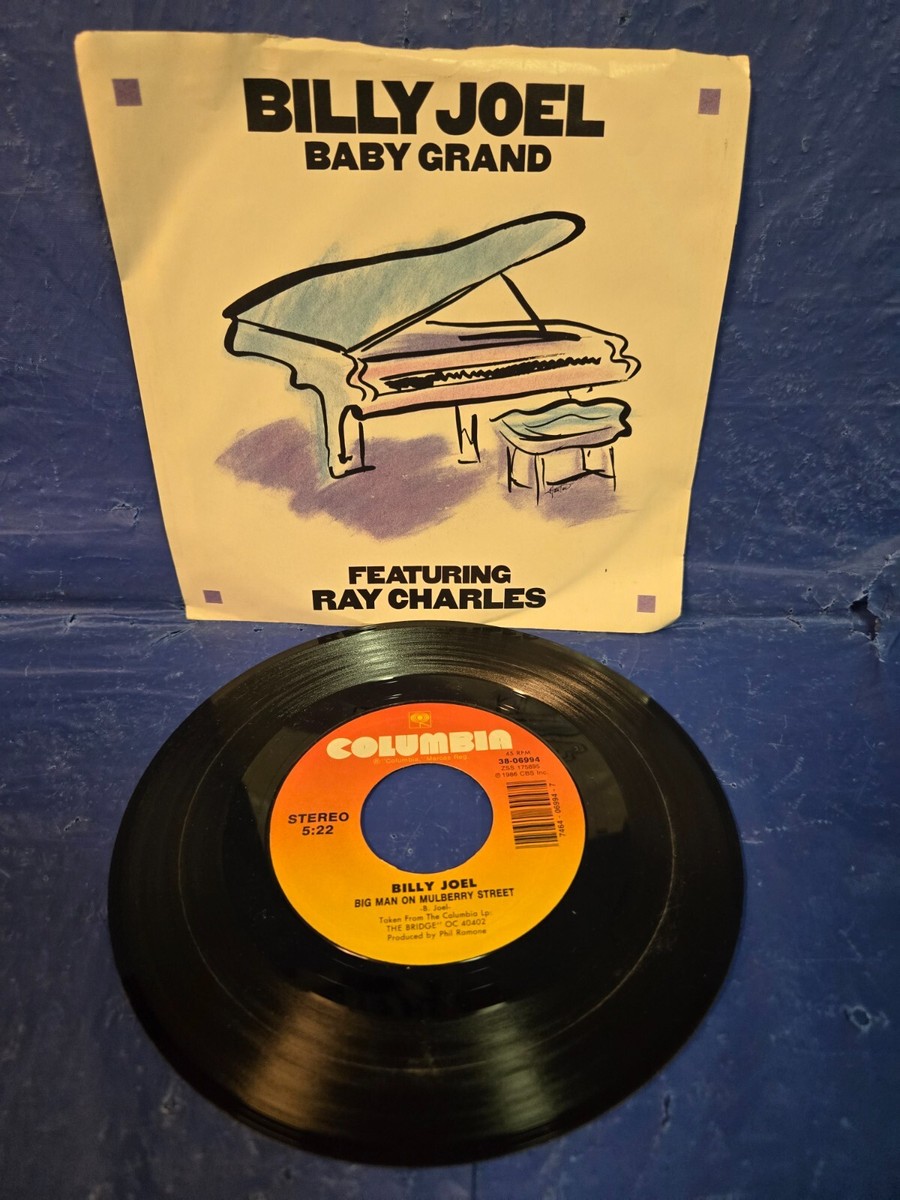 BILLY JOEL
BABY GRAND
FEATURING
RAY CHARLES
COLUMBIA
45 RPM
38-06994
ZSS 175695
℗ 1986 CBS Inc.
STEREO
5:22
BILLY JOEL
BIG MAN ON MULBERRY STREET
-B. Joel-
Taken From The Columbia Lp:
THE BRIDGE" OC 40402
Produced by Phil Ramone